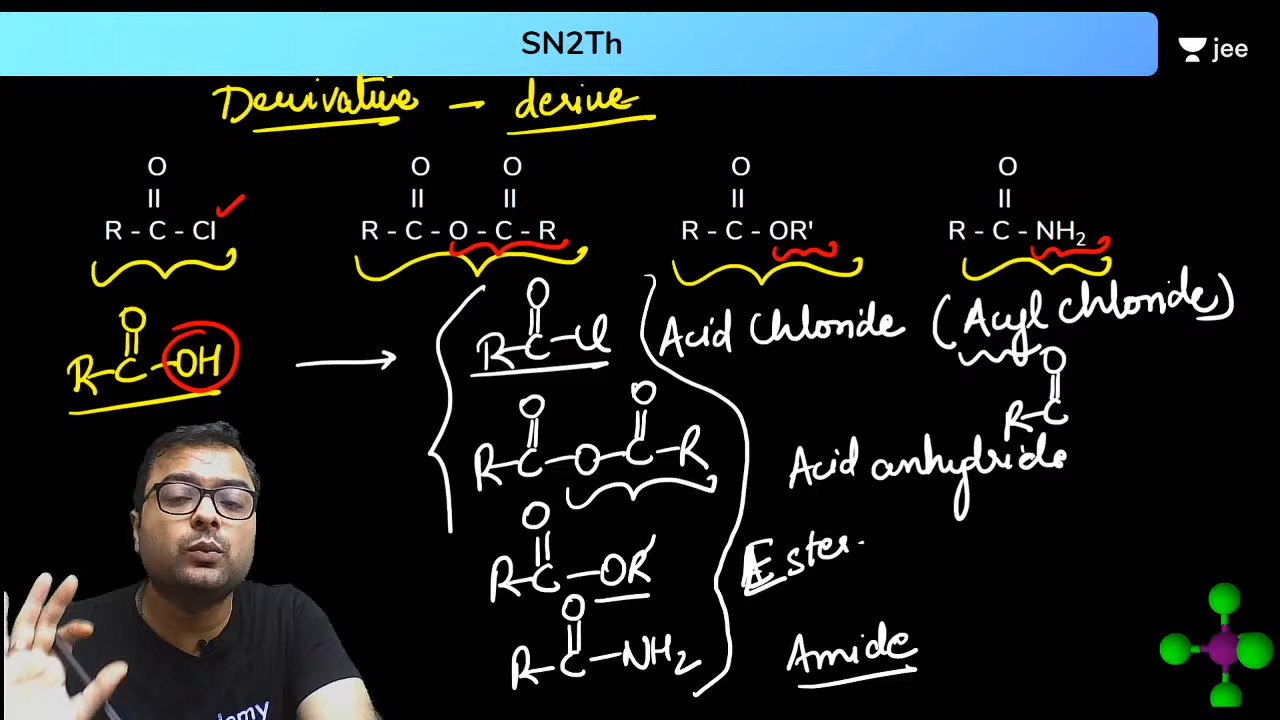 SN2Th
jee
Derivative - derive
O O O O O
|| || || || ||
R - C - Cl R - C - O - C - R R - C - OR' R - C - NH₂
O
R-C-OH
O
R-C-Cl
Acid Chloride (Acyl chloride)
O
R-C
O O
R-C-O-C-R
Acid anhydride
O
R-C-OR'
Ester.
O
R-C-NH₂
Amide
demy